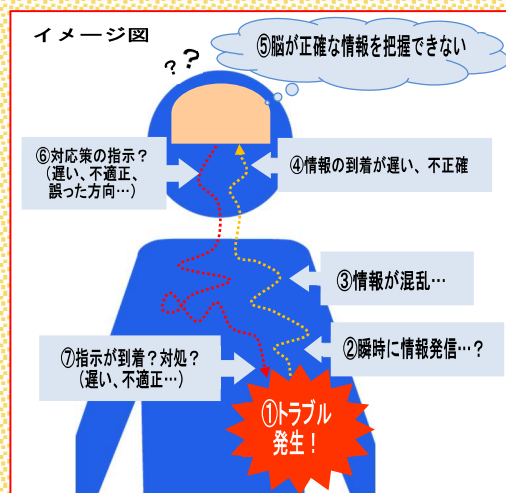 イメージ図
??
⑤脳が正確な情報を把握できない
⑥対応策の指示？
（遅い、不適正、
誤った方向…）
④情報の到着が遅い、不正確
③情報が混乱…
②瞬時に情報発信…？
⑦指示が到着？対処？
（遅い、不適正…）
①トラブル
発生！